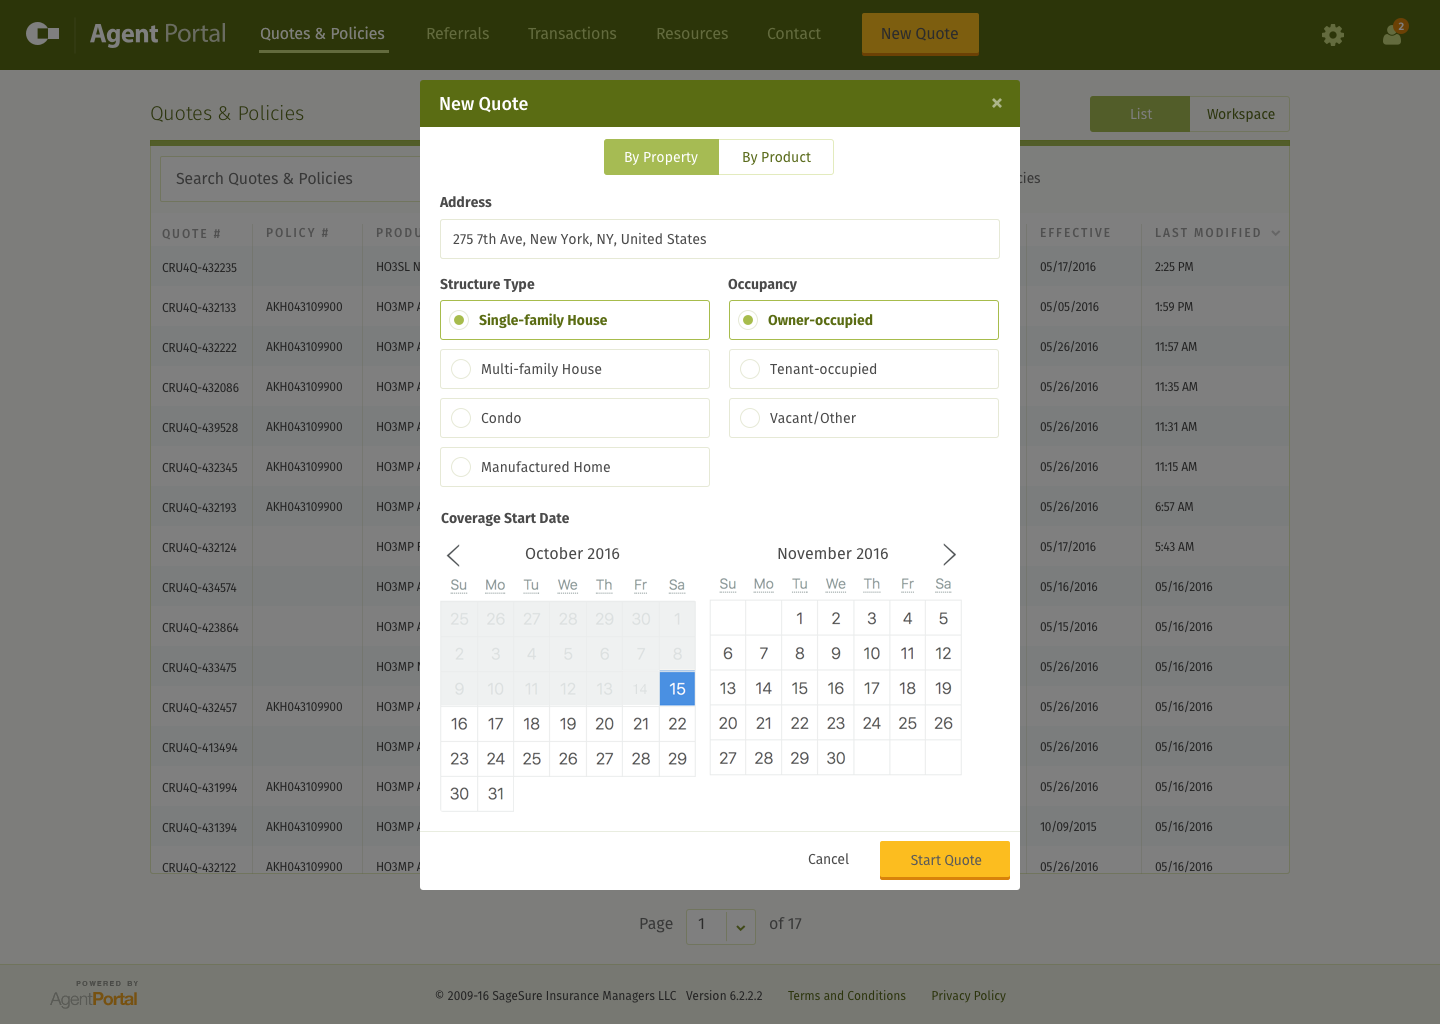 Agent Portal
Quotes & Policies
Referrals
Transactions
Resources
Contact
New Quote
2
Quotes & Policies
List
Workspace
Search Quotes & Policies
QUOTE #
POLICY #
EFFECTIVE
LAST MODIFIED
CRU4Q-432235 HO3SL 05/17/2016 2:25 PM
CRU4Q-432133 AKH043109900 HO3MP 05/05/2016 1:59 PM
CRU4Q-432222 AKH043109900 HO3MP 05/26/2016 11:57 AM
CRU4Q-432086 AKH043109900 HO3MP 05/26/2016 11:35 AM
CRU4Q-439528 AKH043109900 HO3MP 05/26/2016 11:31 AM
CRU4Q-432345 AKH043109900 HO3MP 05/26/2016 11:15 AM
CRU4Q-432193 AKH043109900 HO3MP 05/26/2016 6:57 AM
CRU4Q-432124 HO3MP 05/17/2016 5:43 AM
CRU4Q-434574 HO3MP 05/16/2016 05/16/2016
CRU4Q-423864 HO3MP 05/15/2016 05/16/2016
CRU4Q-433475 HO3MP 05/26/2016 05/16/2016
CRU4Q-432457 AKH043109900 HO3MP 05/26/2016 05/16/2016
CRU4Q-413494 HO3MP 05/26/2016 05/16/2016
CRU4Q-431994 AKH043109900 HO3MP 05/26/2016 05/16/2016
CRU4Q-431394 AKH043109900 HO3MP 10/09/2015 05/16/2016
CRU4Q-432122 AKH043109900 HO3MP 05/26/2016 05/16/2016
New Quote ×
By Property
By Product
Address
275 7th Ave, New York, NY, United States
Structure Type
Single-family House
Multi-family House
Condo
Manufactured Home
Occupancy
Owner-occupied
Tenant-occupied
Vacant/Other
Coverage Start Date
October 2016
Su Mo Tu We Th Fr Sa
25 26 27 28 29 30 1
2 3 4 5 6 7 8
9 10 11 12 13 14 15
16 17 18 19 20 21 22
23 24 25 26 27 28 29
30 31
November 2016
Su Mo Tu We Th Fr Sa
1 2 3 4 5
6 7 8 9 10 11 12
13 14 15 16 17 18 19
20 21 22 23 24 25 26
27 28 29 30
Cancel
Start Quote
Page 1 of 17
POWERED BY
AgentPortal
© 2009-16 SageSure Insurance Managers LLC Version 6.2.2.2
Terms and Conditions
Privacy Policy